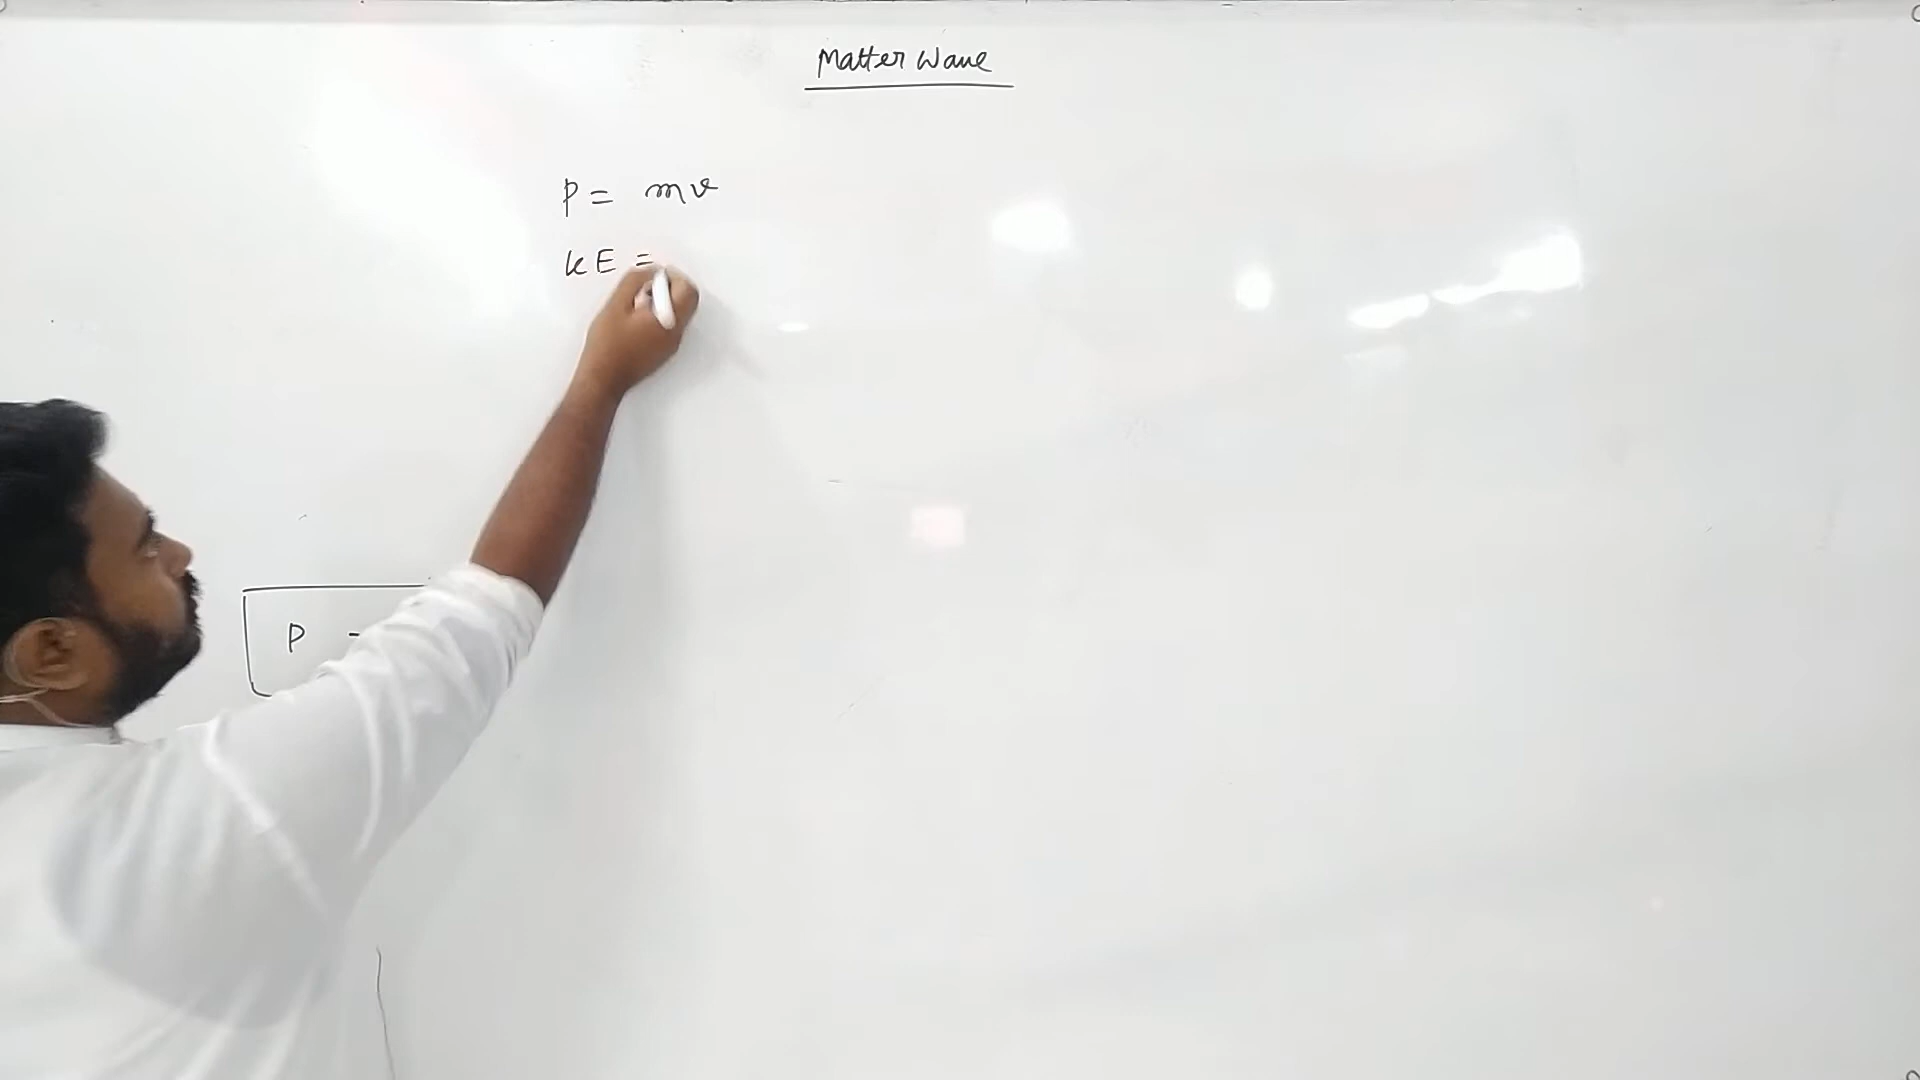 Matter Wave
P = mv
KE =
P -